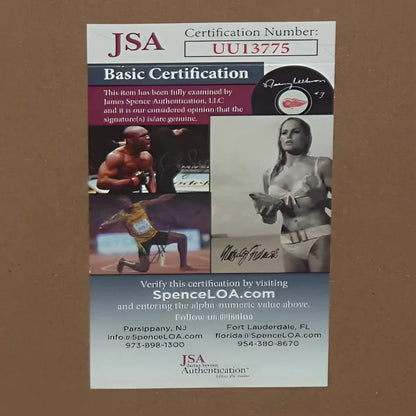 JSA
Certification Number:
UU13775
Basic Certification
This item has been fully examined by
James Spence Authentication, LLC
and it is our considered opinion that the
signature(s) is/are genuine.
Verify this certification by visiting
SpenceLOA.com
and entering the alpha-numeric value above.
Follow us @jsaloa
Parsippany, NJ
info@SpenceLOA.com
973-898-1300
Fort Lauderdale, FL
florida@SpenceLOA.com
954-380-8670
JSA
James Spence
Authentication